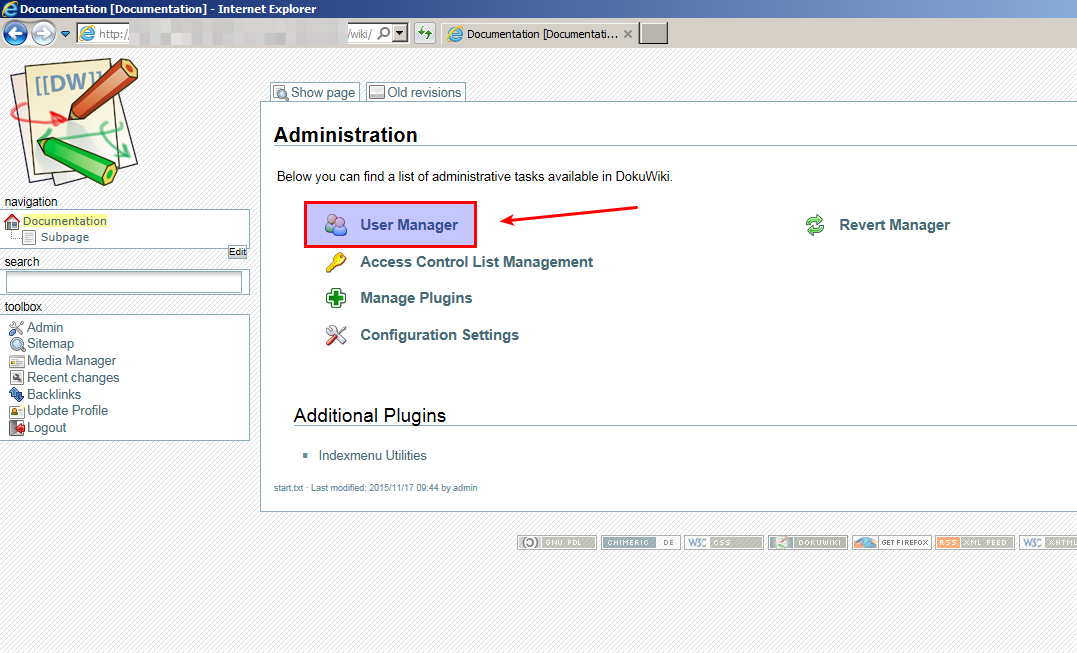 Documentation [Documentation] - Internet Explorer
http:/ /wiki/ Documentation [Documentati...
[[DW]]
Show page Old revisions
Administration
Below you can find a list of administrative tasks available in DokuWiki.
User Manager Revert Manager
Access Control List Management
Manage Plugins
Configuration Settings
navigation
Documentation
Subpage
Edit
search
toolbox
Admin
Sitemap
Media Manager
Recent changes
Backlinks
Update Profile
Logout
Additional Plugins
Indexmenu Utilities
start.txt · Last modified: 2015/11/17 09:44 by admin
GNU FDL CHIMERIC DE W3C CSS DOKUWIKI GET FIREFOX RSS XML FEED W3C XHTML